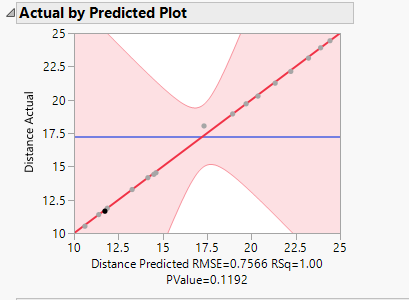 Actual by Predicted Plot
25
22.5
20
17.5
15
12.5
10
Distance Actual
10 12.5 15 17.5 20 22.5 25
Distance Predicted RMSE=0.7566 RSq=1.00
PValue=0.1192